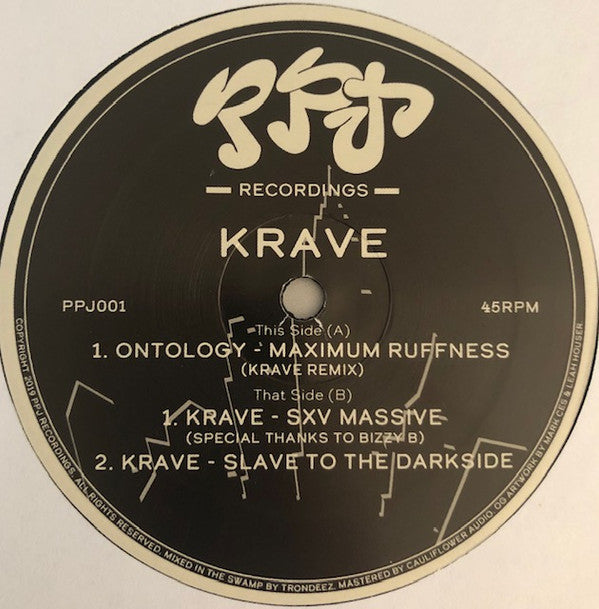 PPJ
RECORDINGS
KRAVE
PPJ001
45RPM
This Side (A)
1. ONTOLOGY - MAXIMUM RUFFNESS
(KRAVE REMIX)
That Side (B)
1. KRAVE - SXV MASSIVE
(SPECIAL THANKS TO BIZZY B)
2. KRAVE - SLAVE TO THE DARKSIDE
COPYRIGHT 2019 PPJ RECORDINGS. ALL RIGHTS RESERVED. MIXED IN THE SWAMP BY TRONDEEZ. MASTERED BY CAULIFLOWER AUDIO. OG ARTWORK BY MARK CES & LEAH HOUSER.